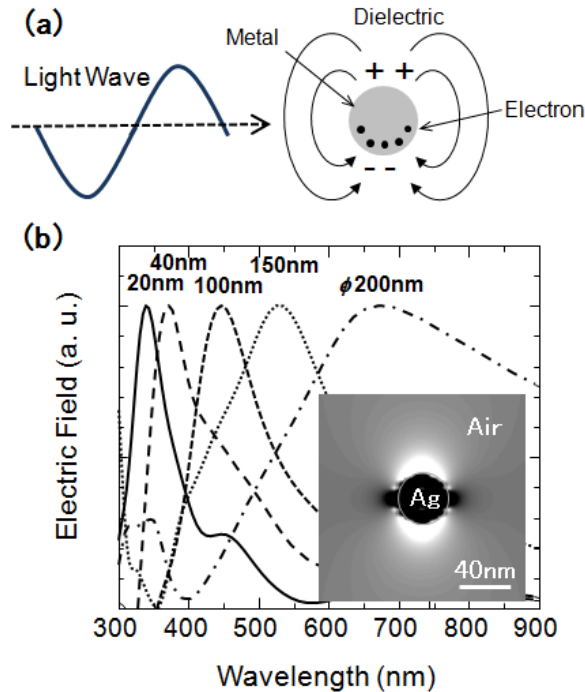 (a)
Dielectric
Metal
Light Wave
+ +
Electron
- -
(b)
40nm
150nm
20nm
100nm
ϕ200nm
Electric Field (a. u.)
Air
Ag
40nm
300 400 500 600 700 800 900
Wavelength (nm)